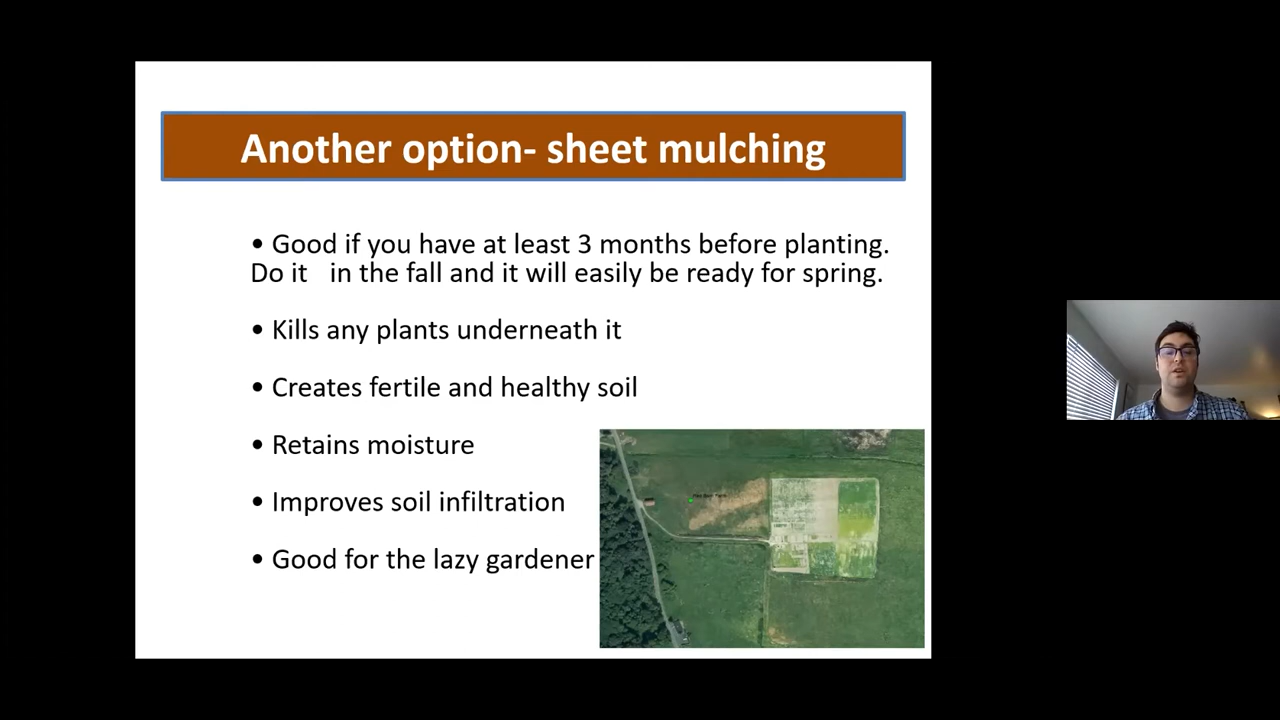 Another option- sheet mulching
• Good if you have at least 3 months before planting.
Do it   in the fall and it will easily be ready for spring.
• Kills any plants underneath it
• Creates fertile and healthy soil
• Retains moisture
• Improves soil infiltration
• Good for the lazy gardener